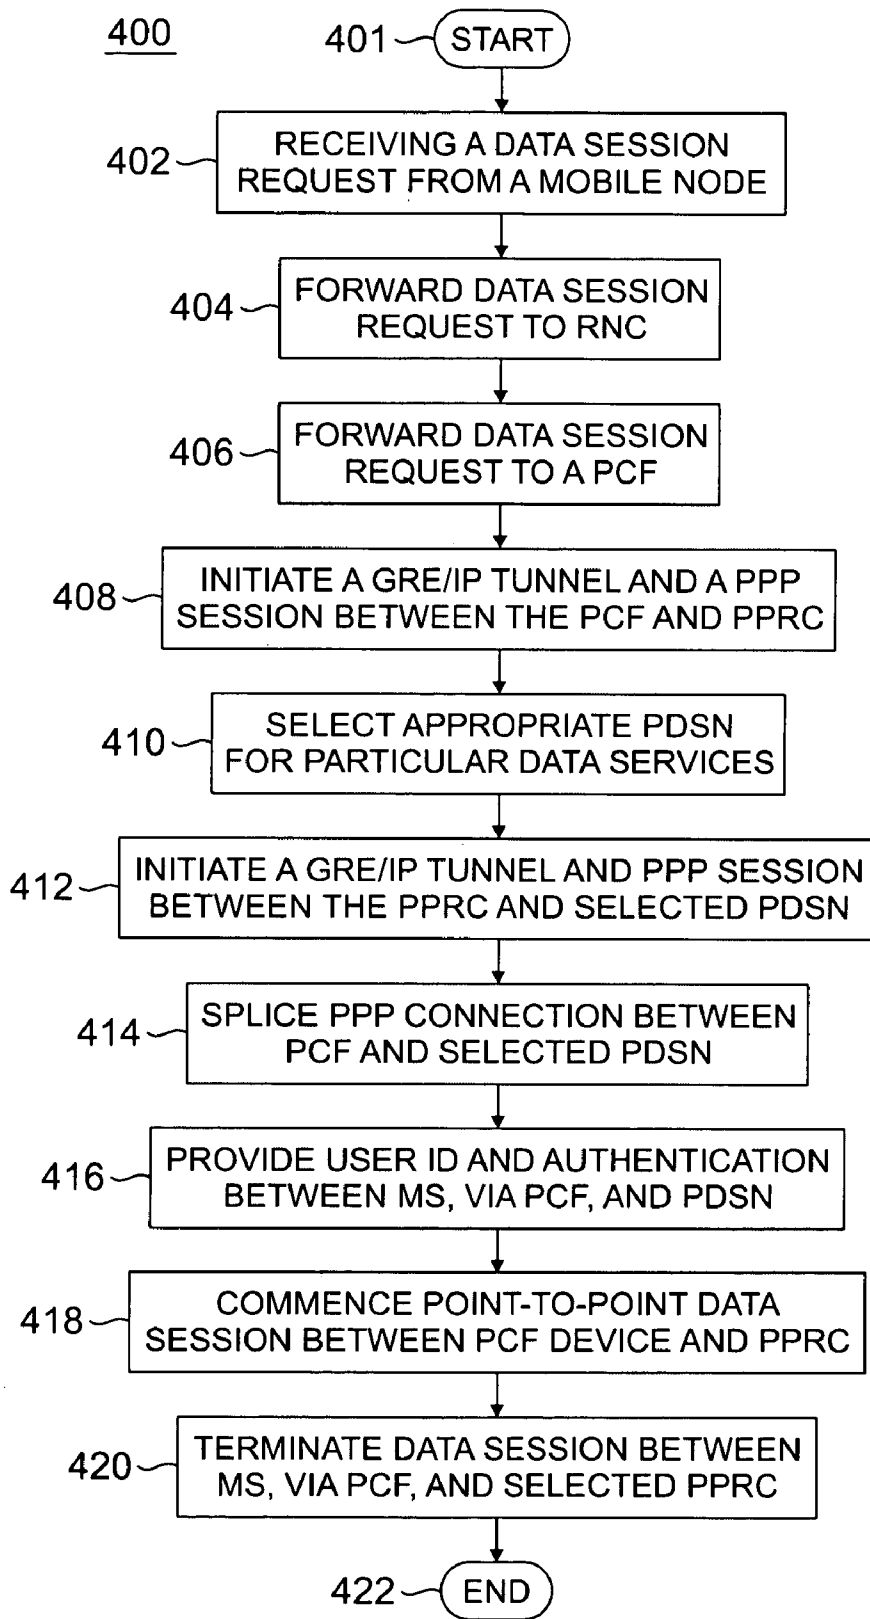 400
401
START
402
RECEIVING A DATA SESSION
REQUEST FROM A MOBILE NODE
404
FORWARD DATA SESSION
REQUEST TO RNC
406
FORWARD DATA SESSION
REQUEST TO A PCF
408
INITIATE A GRE/IP TUNNEL AND A PPP
SESSION BETWEEN THE PCF AND PPRC
410
SELECT APPROPRIATE PDSN
FOR PARTICULAR DATA SERVICES
412
INITIATE A GRE/IP TUNNEL AND PPP SESSION
BETWEEN THE PPRC AND SELECTED PDSN
414
SPLICE PPP CONNECTION BETWEEN
PCF AND SELECTED PDSN
416
PROVIDE USER ID AND AUTHENTICATION
BETWEEN MS, VIA PCF, AND PDSN
418
COMMENCE POINT-TO-POINT DATA
SESSION BETWEEN PCF DEVICE AND PPRC
420
TERMINATE DATA SESSION BETWEEN
MS, VIA PCF, AND SELECTED PPRC
422
END